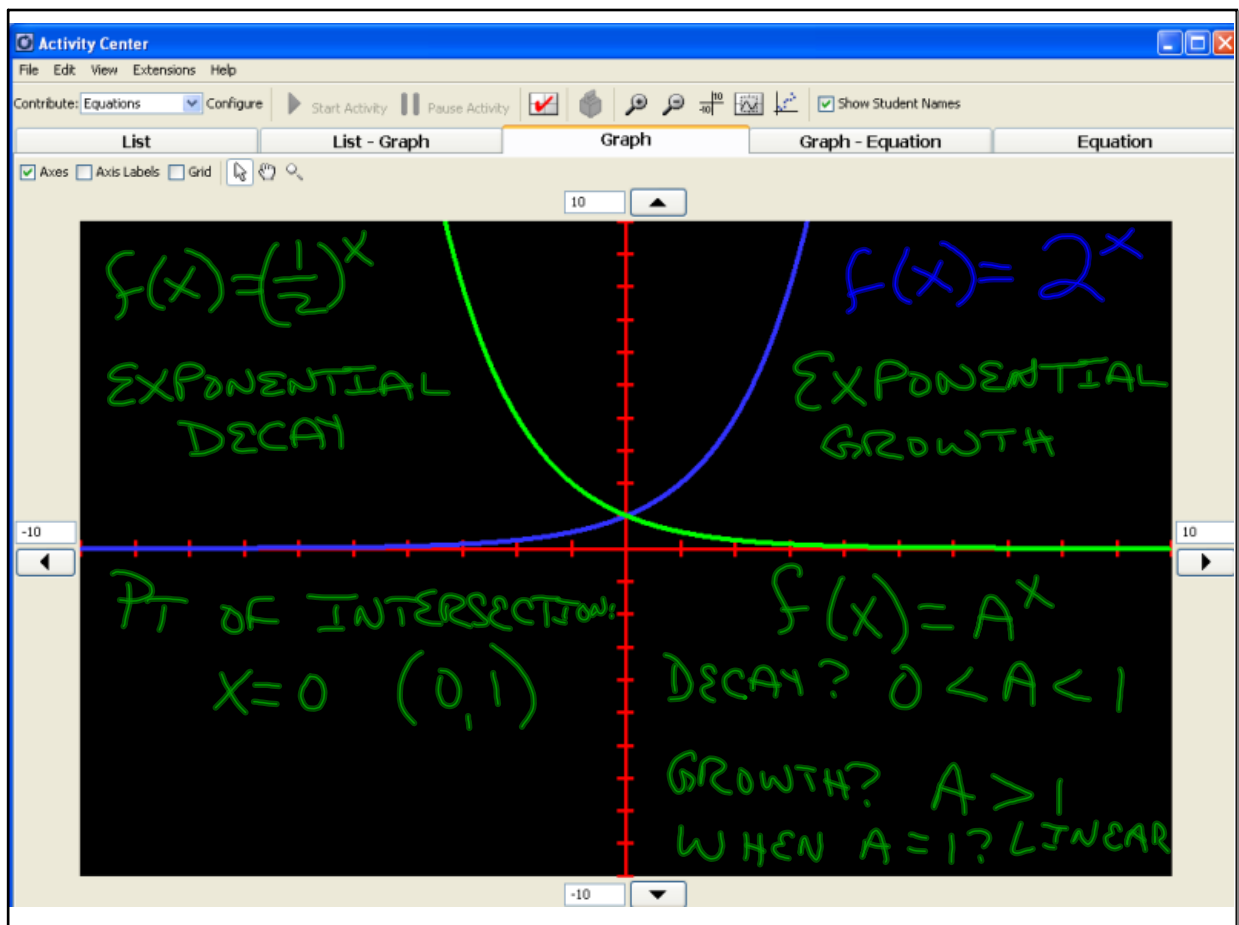 Activity Center
File Edit View Extensions Help
Contribute: Equations Configure Start Activity Pause Activity Show Student Names
List List - Graph Graph Graph - Equation Equation
Axes Axis Labels Grid
10
f(x)=(1/2)^x
EXPONENTIAL
DECAY
f(x)=2^x
EXPONENTIAL
GROWTH
-10
10
PT OF INTERSECTION:
X=0 (0,1)
f(x)=A^x
DECAY? 0<A<1
GROWTH? A>1
WHEN A=1? LINEAR
-10